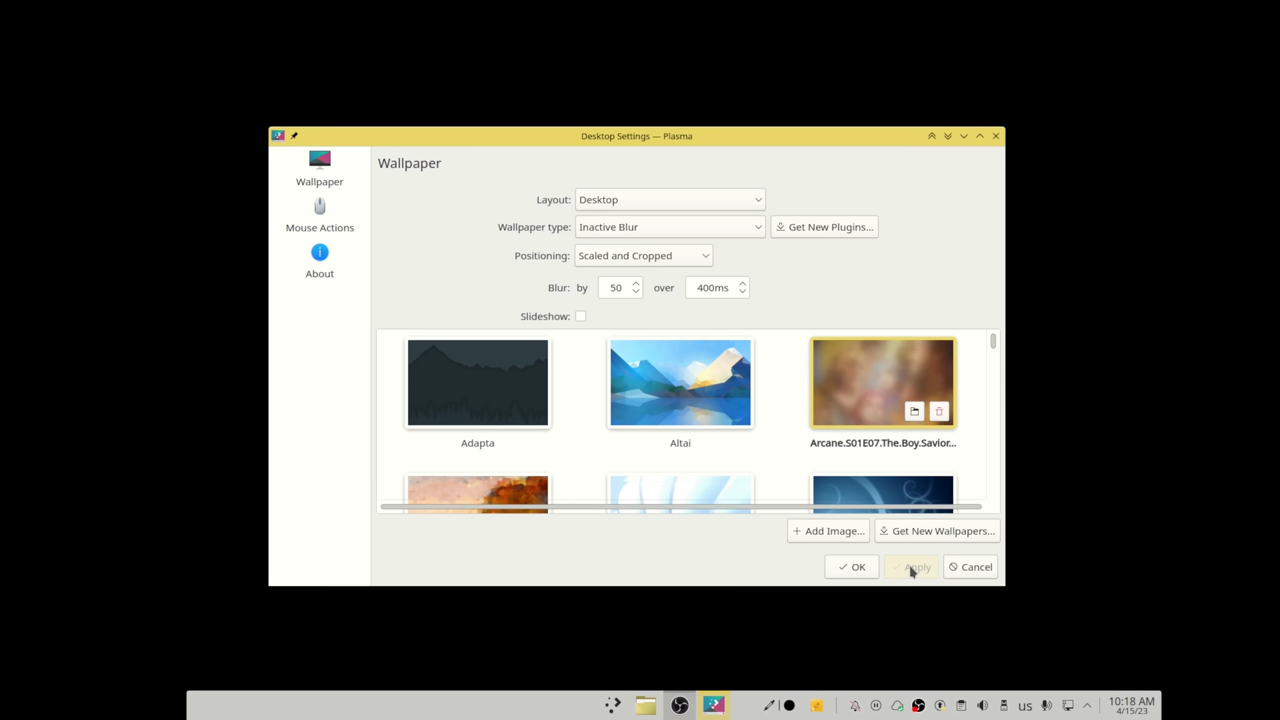 Desktop Settings — Plasma
Wallpaper
Mouse Actions
About
Wallpaper
Layout: Desktop
Wallpaper type: Inactive Blur Get New Plugins...
Positioning: Scaled and Cropped
Blur: by 50 over 400ms
Slideshow:
Adapta Altai Arcane.S01E07.The.Boy.Savior...
Add Image... Get New Wallpapers...
OK Apply Cancel
us 10:18 AM
4/15/23